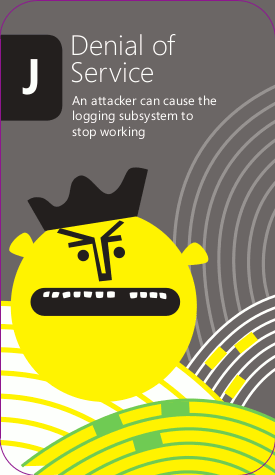 J
Denial of
Service
An attacker can cause the
logging subsystem to
stop working